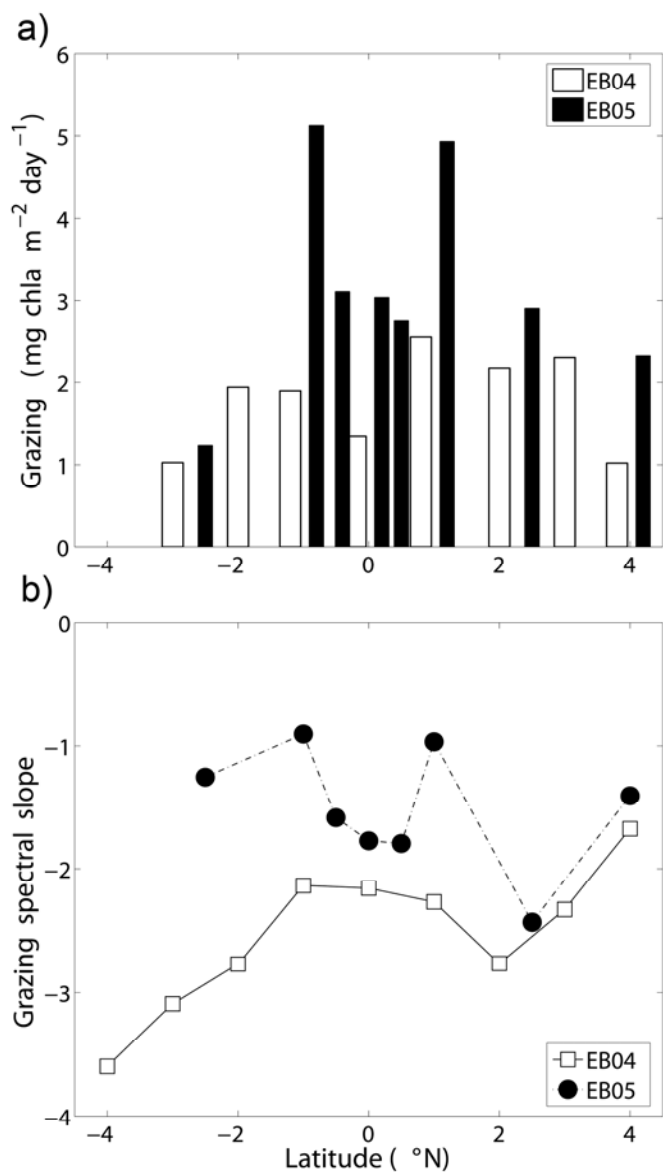 a)
6
5
4
3
2
1
0
Grazing (mg chla m⁻² day⁻¹)
EB04
EB05
−4 −2 0 2 4
b)
0
−1
−2
−3
−4
Grazing spectral slope
EB04
EB05
−4 −2 0 2 4
Latitude ( °N)